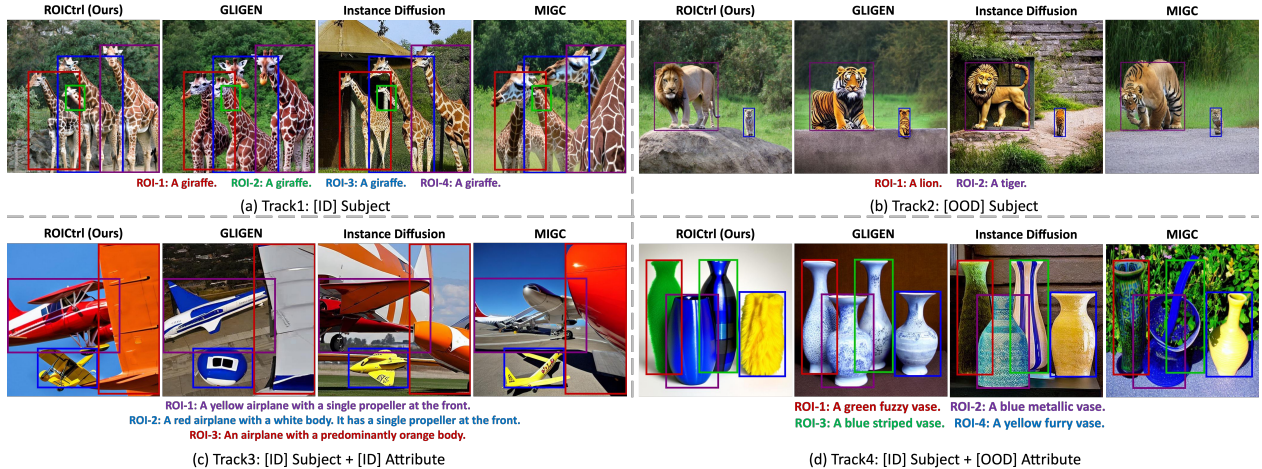 ROICtrl (Ours) GLIGEN Instance Diffusion MIGC
ROI-1: A giraffe. ROI-2: A giraffe. ROI-3: A giraffe. ROI-4: A giraffe.
(a) Track1: [ID] Subject
ROICtrl (Ours) GLIGEN Instance Diffusion MIGC
ROI-1: A lion. ROI-2: A tiger.
(b) Track2: [OOD] Subject
ROICtrl (Ours) GLIGEN Instance Diffusion MIGC
ROI-1: A yellow airplane with a single propeller at the front.
ROI-2: A red airplane with a white body. It has a single propeller at the front.
ROI-3: An airplane with a predominantly orange body.
(c) Track3: [ID] Subject + [ID] Attribute
ROICtrl (Ours) GLIGEN Instance Diffusion MIGC
ROI-1: A green fuzzy vase. ROI-2: A blue metallic vase.
ROI-3: A blue striped vase. ROI-4: A yellow furry vase.
(d) Track4: [ID] Subject + [OOD] Attribute